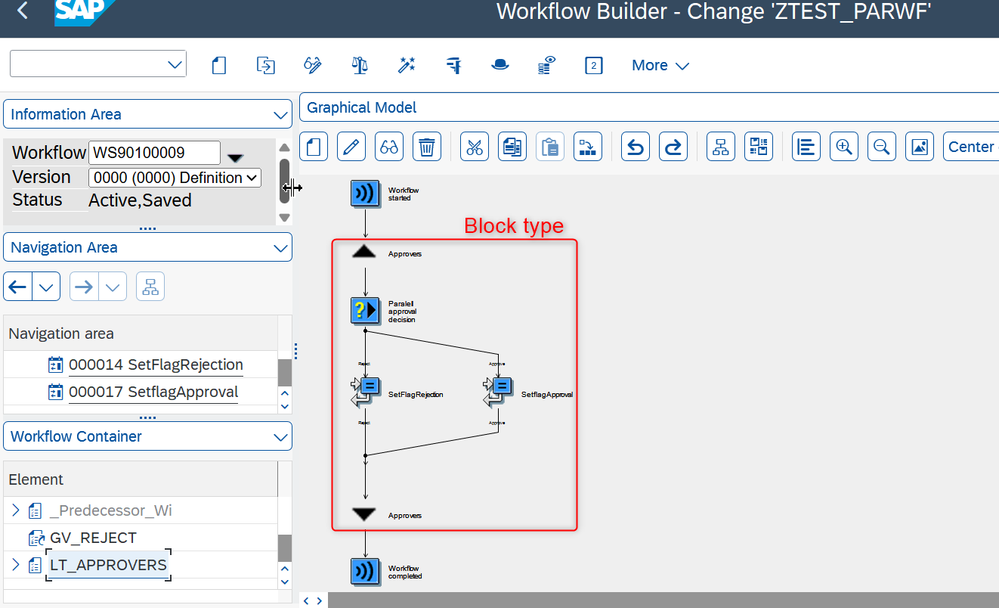 SAP
Workflow Builder - Change 'ZTEST_PARWF'
2
More
Information Area
Workflow
WS90100009
Version
0000 (0000) Definition
Status
Active,Saved
Navigation Area
Navigation area
000014 SetFlagRejection
000017 SetflagApproval
Workflow Container
Element
_Predecessor_Wi
GV_REJECT
LT_APPROVERS
Graphical Model
Center
Workflow
started
Block type
Approvers
?
Paralell
approval
decision
Reject
Approve
=
SetFlagRejection
=
SetflagApproval
Reject
Approve
Approvers
Workflow
completed